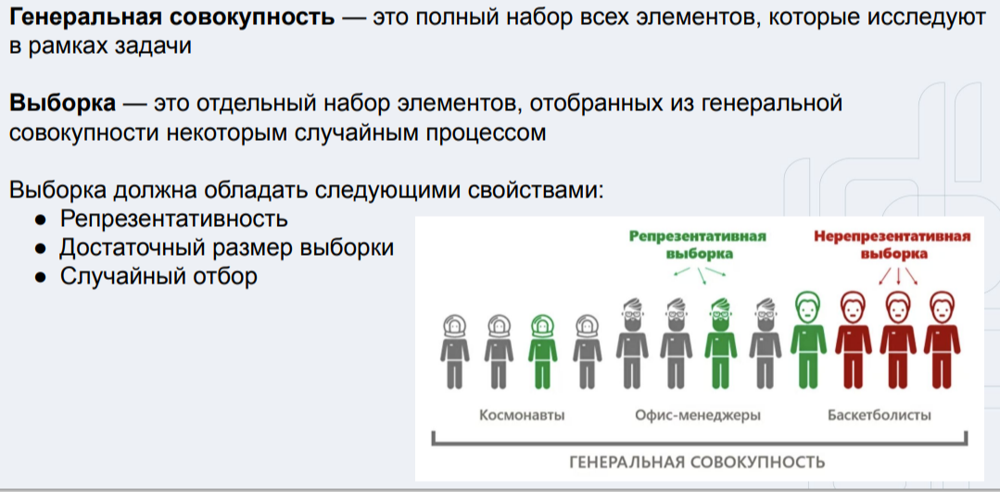 Генеральная совокупность — это полный набор всех элементов, которые исследуют
в рамках задачи
Выборка — это отдельный набор элементов, отобранных из генеральной
совокупности некоторым случайным процессом
Выборка должна обладать следующими свойствами:
● Репрезентативность
● Достаточный размер выборки
● Случайный отбор
Репрезентативная
выборка
Нерепрезентативная
выборка
Космонавты
Офис-менеджеры
Баскетболисты
ГЕНЕРАЛЬНАЯ СОВОКУПНОСТЬ